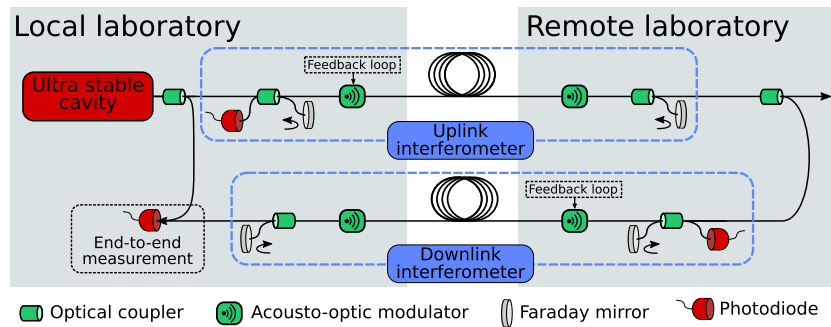 Local laboratory
Remote laboratory
Feedback loop
Ultra stable
cavity
Uplink
interferometer
Feedback loop
End-to-end
measurement
Downlink
interferometer
Optical coupler
Acousto-optic modulator
Faraday mirror
Photodiode